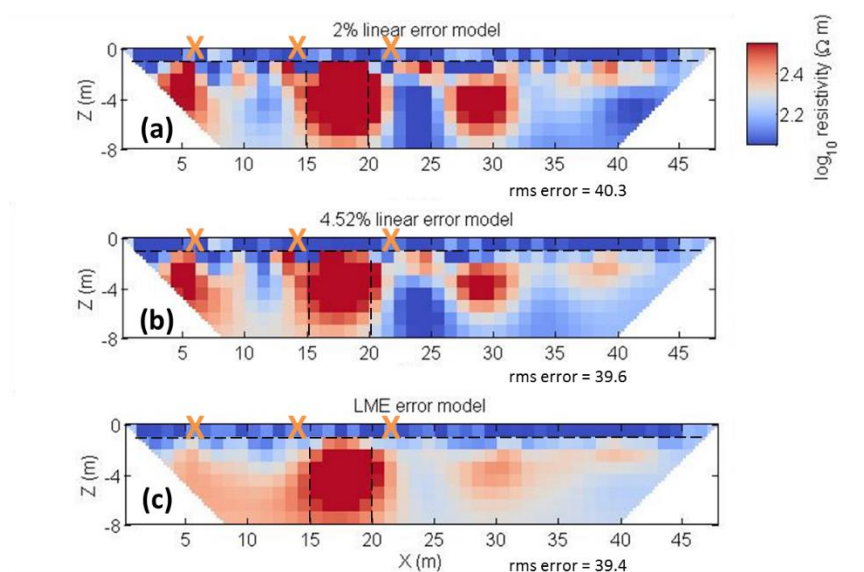 2% linear error model
X X X
0
-4
-8
Z (m)
(a)
5 10 15 20 25 30 35 40 45
rms error = 40.3
2.4
2.2
log10 resistivity (Ω m)
4.52% linear error model
X X X
0
-4
-8
Z (m)
(b)
5 10 15 20 25 30 35 40 45
rms error = 39.6
LME error model
X X X
0
-4
-8
Z (m)
(c)
5 10 15 20 25 30 35 40 45
X (m)
rms error = 39.4